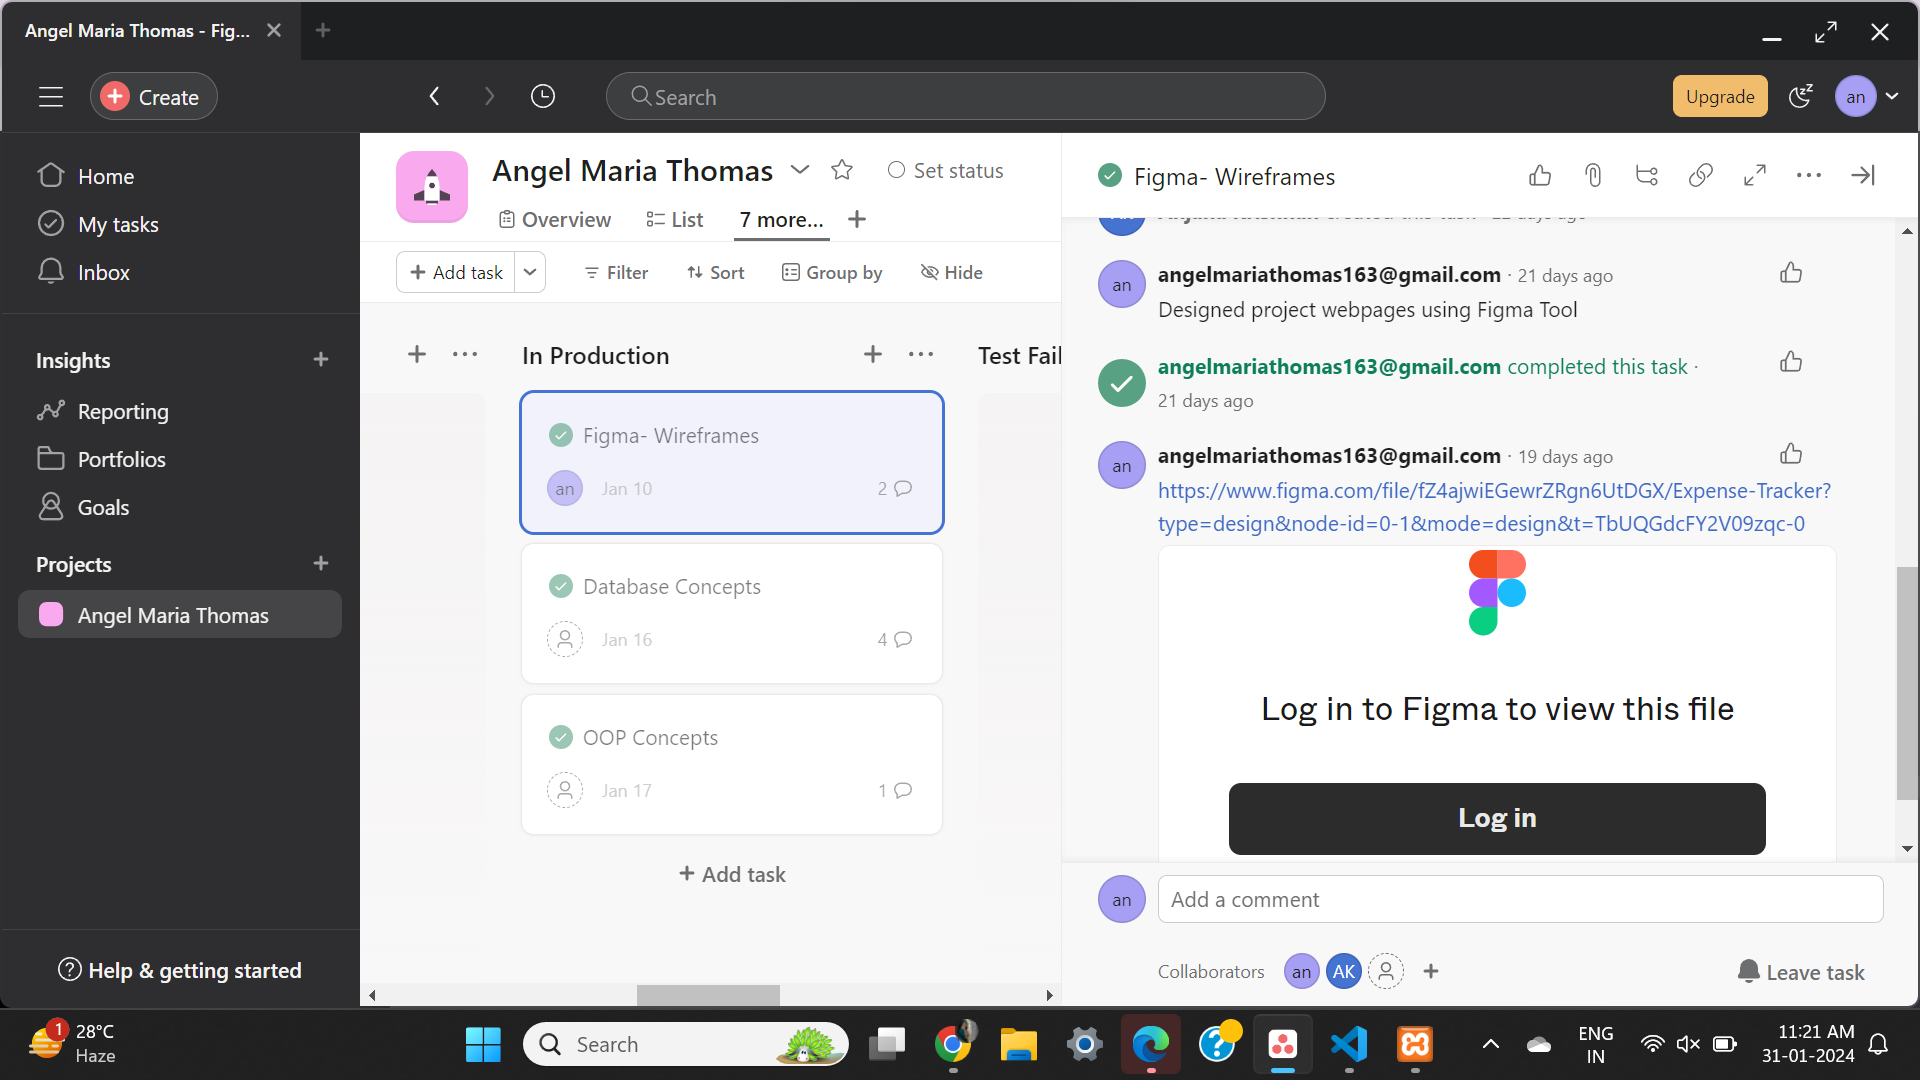 Angel Maria Thomas - Fig...
Create
Search
Upgrade
an
Home
My tasks
Inbox
Insights
Reporting
Portfolios
Goals
Projects
Angel Maria Thomas
Help & getting started
Angel Maria Thomas
Set status
Overview
List
7 more...
Add task
Filter
Sort
Group by
Hide
In Production
Test Fail
Figma- Wireframes
an
Jan 10
2
Database Concepts
Jan 16
4
OOP Concepts
Jan 17
1
Add task
Figma- Wireframes
an
angelmariathomas163@gmail.com · 21 days ago
Designed project webpages using Figma Tool
angelmariathomas163@gmail.com completed this task ·
21 days ago
an
angelmariathomas163@gmail.com · 19 days ago
https://www.figma.com/file/fZ4ajwiEGewrZRgn6UtDGX/Expense-Tracker?
type=design&node-id=0-1&mode=design&t=TbUQGdcFY2V09zqc-0
Log in to Figma to view this file
Log in
an
Add a comment
Collaborators
an
AK
Leave task
1
28°C
Haze
Search
ENG
IN
11:21 AM
31-01-2024